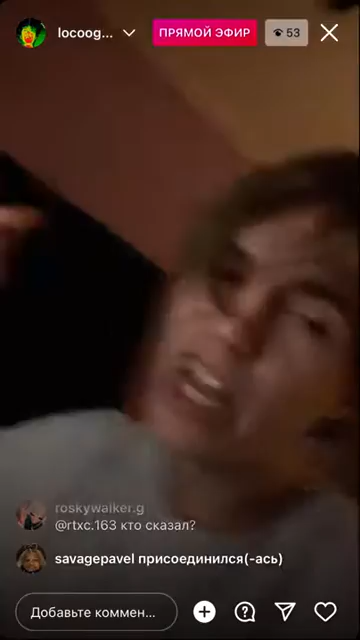 locoog...
ПРЯМОЙ ЭФИР
53
roskywalker.g
@rtxc.163 кто сказал?
savagepavel присоединился(-ась)
Добавьте коммен...